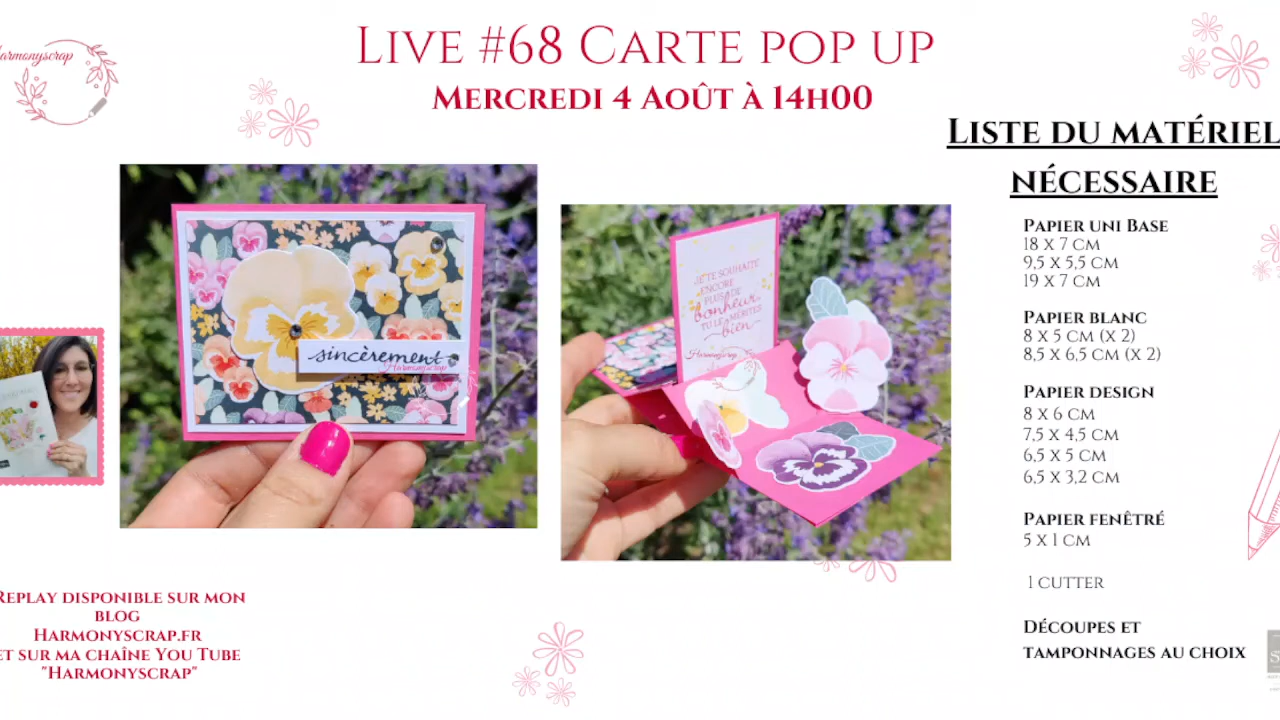 Harmonyscrap
Live #68 Carte pop up
Mercredi 4 Août à 14h00
Liste du matériel
nécessaire
Papier uni Base
18 x 7 cm
9,5 x 5,5 cm
19 x 7 cm
Papier blanc
8 x 5 cm (x 2)
8,5 x 6,5 cm (x 2)
Papier design
8 x 6 cm
7,5 x 4,5 cm
6,5 x 5 cm
6,5 x 3,2 cm
Papier fenêtré
5 x 1 cm
1 cutter
Découpes et
tamponnages au choix
sincèrement
Harmonyscrap
Je te souhaite
encore
plus de
bonheur,
tu le mérites
bien
Harmonyscrap
Replay disponible sur mon
blog
Harmonyscrap.fr
et sur ma chaîne You Tube
"Harmonyscrap"